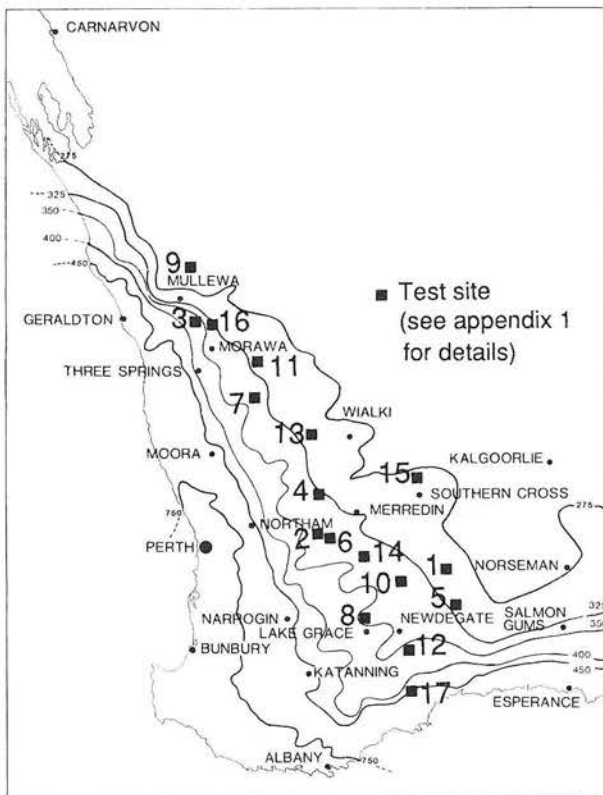 CARNARVON
275
325
350
400
450
9
MULLEWA
Test site
(see appendix 1
for details)
GERALDTON
3
16
MORAWA
THREE SPRINGS
11
7
WIALKI
13
MOORA
KALGOORLIE
15
SOUTHERN CROSS
4
MERREDIN
750
NORTHAM
275
2
6
PERTH
14
1
NORSEMAN
10
5
NARROGIN
8
NEWDEGATE
SALMON
GUMS
325
350
LAKE GRACE
BUNBURY
12
400
KATANNING
450
17
ESPERANCE
ALBANY
750